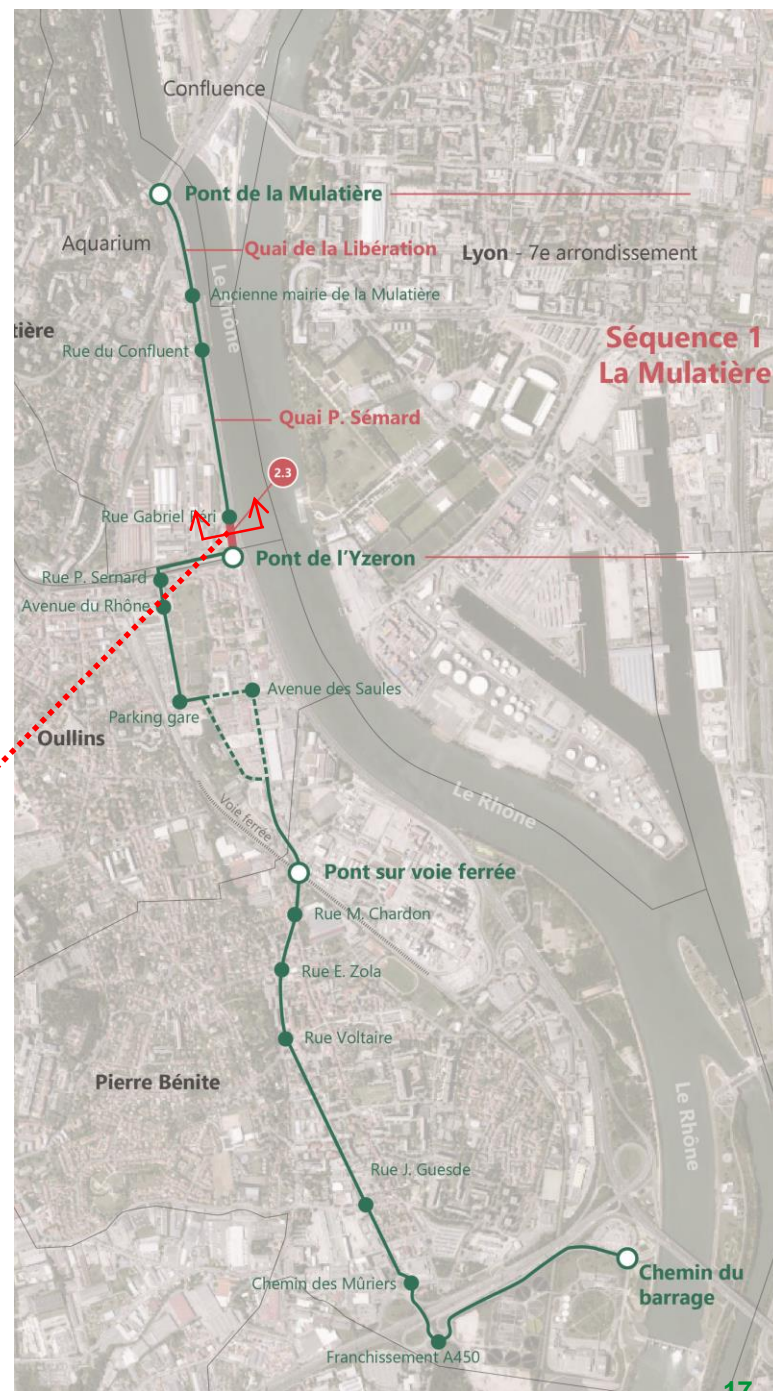 Confluence
Pont de la Mulatière
Aquarium
Quai de la Libération
Lyon - 7e arrondissement
Le Rhône
Ancienne mairie de la Mulatière
tière
Rue du Confluent
Séquence 1
La Mulatière
Quai P. Sémard
2.3
Rue Gabriel Péri
Pont de l'Yzeron
Rue P. Sernard
Avenue du Rhône
Avenue des Saules
Parking gare
Oullins
Voie ferrée
Le Rhône
Pont sur voie ferrée
Rue M. Chardon
Rue E. Zola
Rue Voltaire
Pierre Bénite
Le Rhône
Rue J. Guesde
Chemin des Mûriers
Chemin du
barrage
Franchissement A450
17